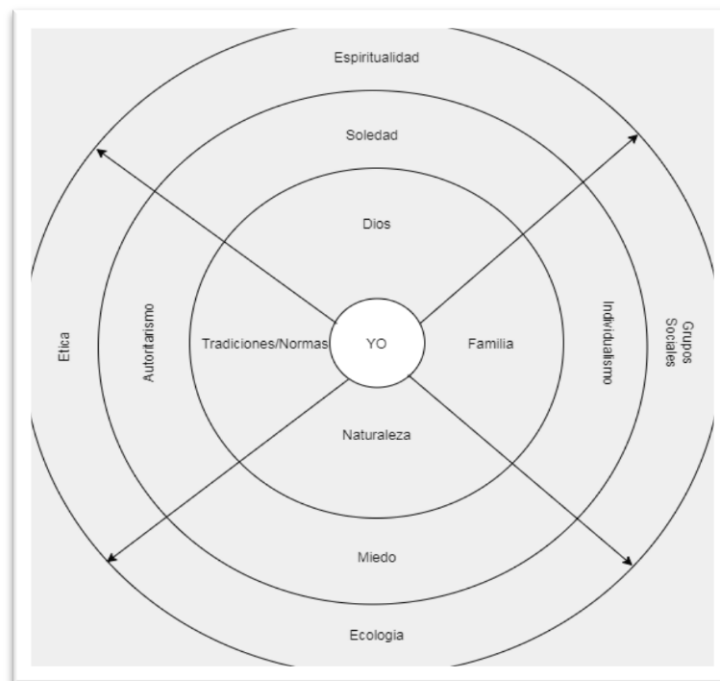 Espiritualidad
Soledad
Dios
Etica
Autoritarismo
Tradiciones/Normas
YO
Familia
Individualismo
Grupos
Sociales
Naturaleza
Miedo
Ecologia